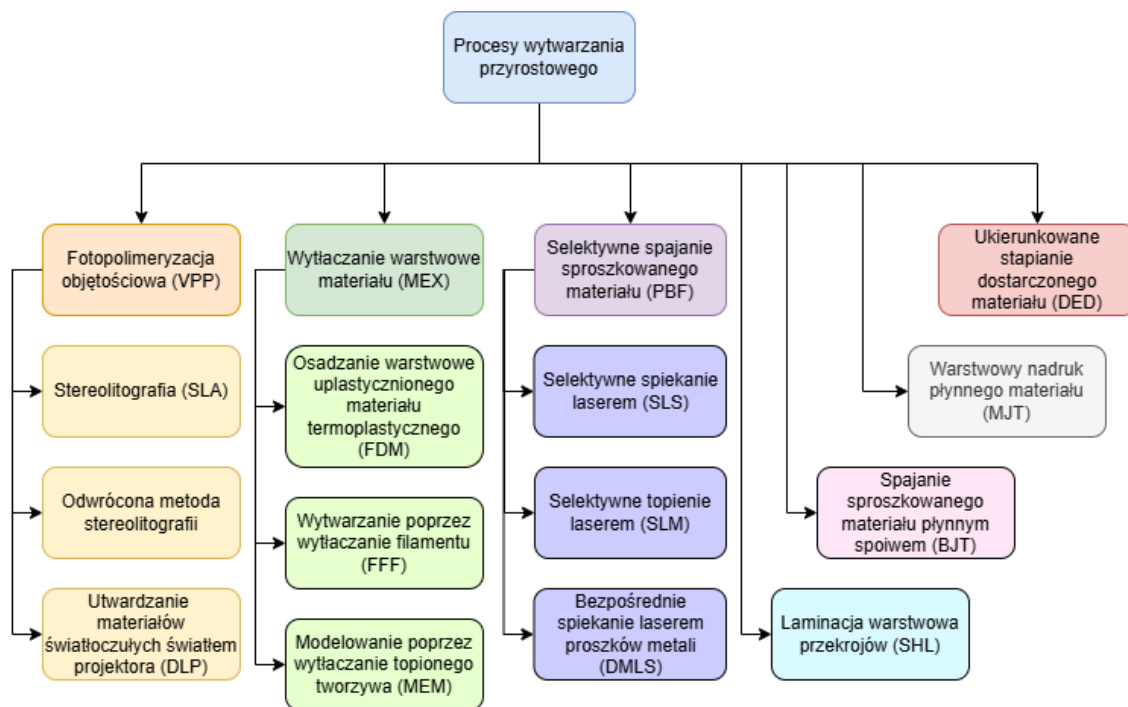 Procesy wytwarzania
przyrostowego
Fotopolimeryzacja
objętościowa (VPP)
Wytłaczanie warstwowe
materiału (MEX)
Selektywne spajanie
sproszkowanego
materiału (PBF)
Ukierunkowane
stapianie
dostarczonego
materiału (DED)
Stereolitografia (SLA)
Osadzanie warstwowe
uplastycznionego
materiału
termoplastycznego
(FDM)
Selektywne spiekanie
laserem (SLS)
Warstwowy nadruk
płynnego materiału
(MJT)
Odwrócona metoda
stereolitografii
Wytwarzanie poprzez
wytłaczanie filamentu
(FFF)
Selektywne topienie
laserem (SLM)
Spajanie
sproszkowanego
materiału płynnym
spoiwem (BJT)
Utwardzanie
materiałów
światłoczułych światłem
projektora (DLP)
Modelowanie poprzez
wytłaczanie topionego
tworzywa (MEM)
Bezpośrednie
spiekanie laserem
proszków metali
(DMLS)
Laminacja warstwowa
przekrojów (SHL)